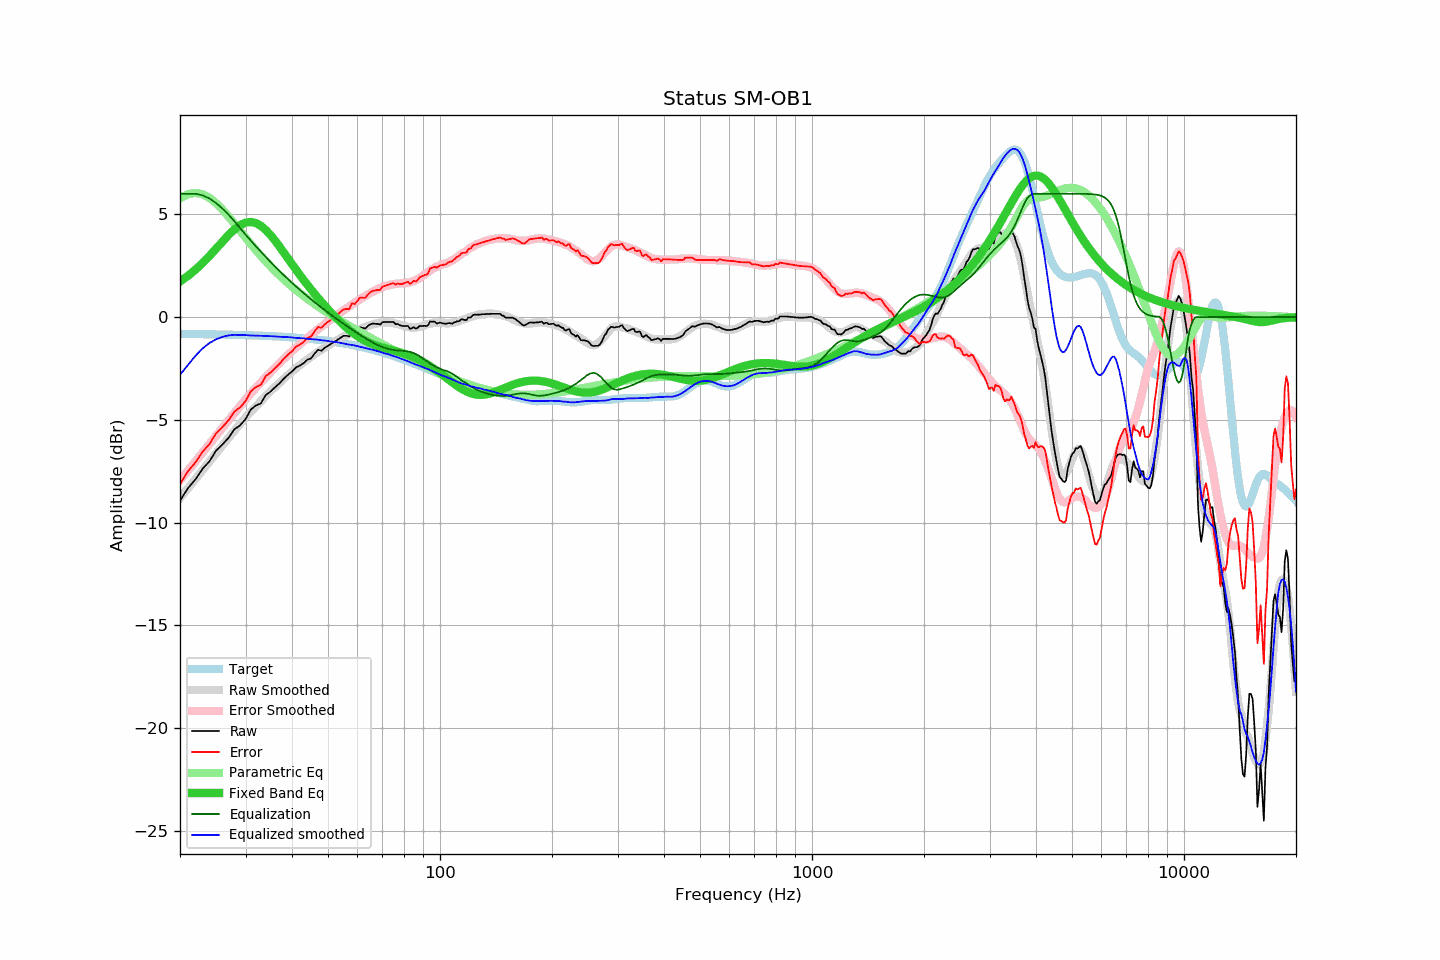 Status SM-OB1
5
0
−5
−10
−15
−20
−25
Amplitude (dBr)
Target
Raw Smoothed
Error Smoothed
Raw
Error
Parametric Eq
Fixed Band Eq
Equalization
Equalized smoothed
100 1000 10000
Frequency (Hz)